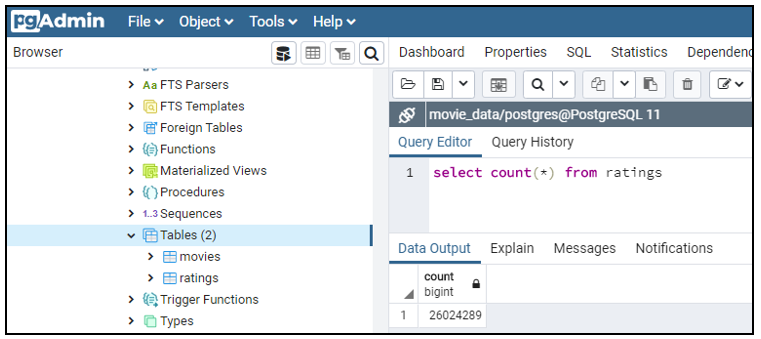 pgAdmin File Object Tools Help
Browser
Dashboard Properties SQL Statistics Dependenc
Aa FTS Parsers
FTS Templates
Foreign Tables
Functions
Materialized Views
Procedures
1..3 Sequences
Tables (2)
movies
ratings
Trigger Functions
Types
movie_data/postgres@PostgreSQL 11
Query Editor Query History
1 select count(*) from ratings
Data Output Explain Messages Notifications
count
bigint
1 26024289